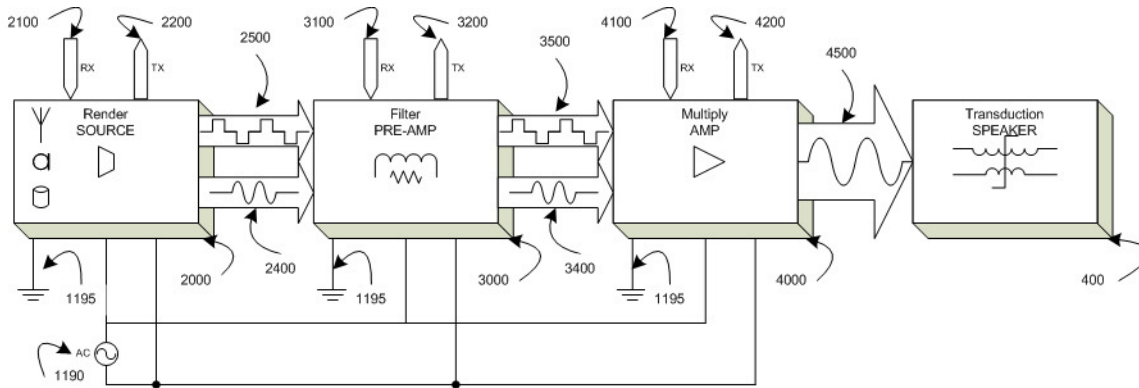 2100
2200
3100
3200
4100
4200
2500
3500
4500
RX
TX
RX
TX
RX
TX
Render
SOURCE
Filter
PRE-AMP
Multiply
AMP
Transduction
SPEAKER
1195
2000
2400
1195
3000
3400
1195
4000
400
AC
1190